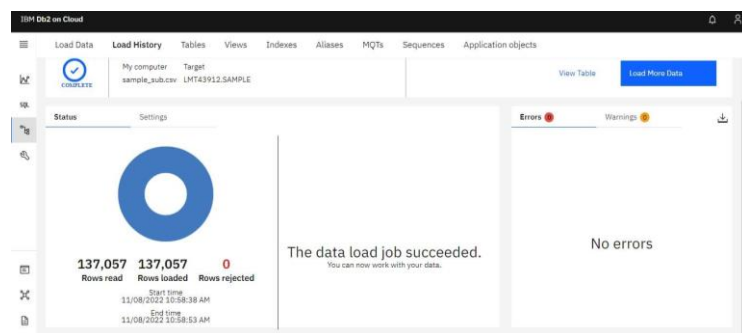 IBM Db2 on Cloud
Load Data Load History Tables Views Indexes Aliases MQTs Sequences Application objects
My computer Target
sample_sub.csv LMT43912.SAMPLE
COMPLETE
View Table
Load More Data
SQL
Status Settings
Errors 0 Warnings 0
The data load job succeeded.
You can now work with your data.
No errors
137,057 137,057 0
Rows read Rows loaded Rows rejected
Start time
11/08/2022 10:58:38 AM
End time
11/08/2022 10:58:53 AM